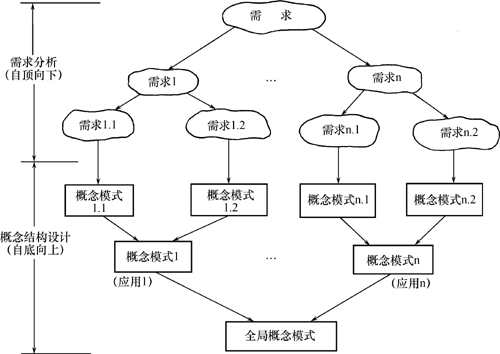 需 求
需求分析
(自顶向下)
需求1
…
需求n
需求1.1
需求1.2
需求n.1
需求n.2
概念模式
1.1
概念模式
1.2
概念模式n.1
概念模式n.2
概念结构设计
(自底向上)
概念模式1
…
概念模式n
(应用1)
(应用n)
全局概念模式